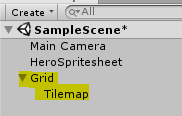 Create All
SampleScene*
Main Camera
HeroSpritesheet
Grid
Tilemap